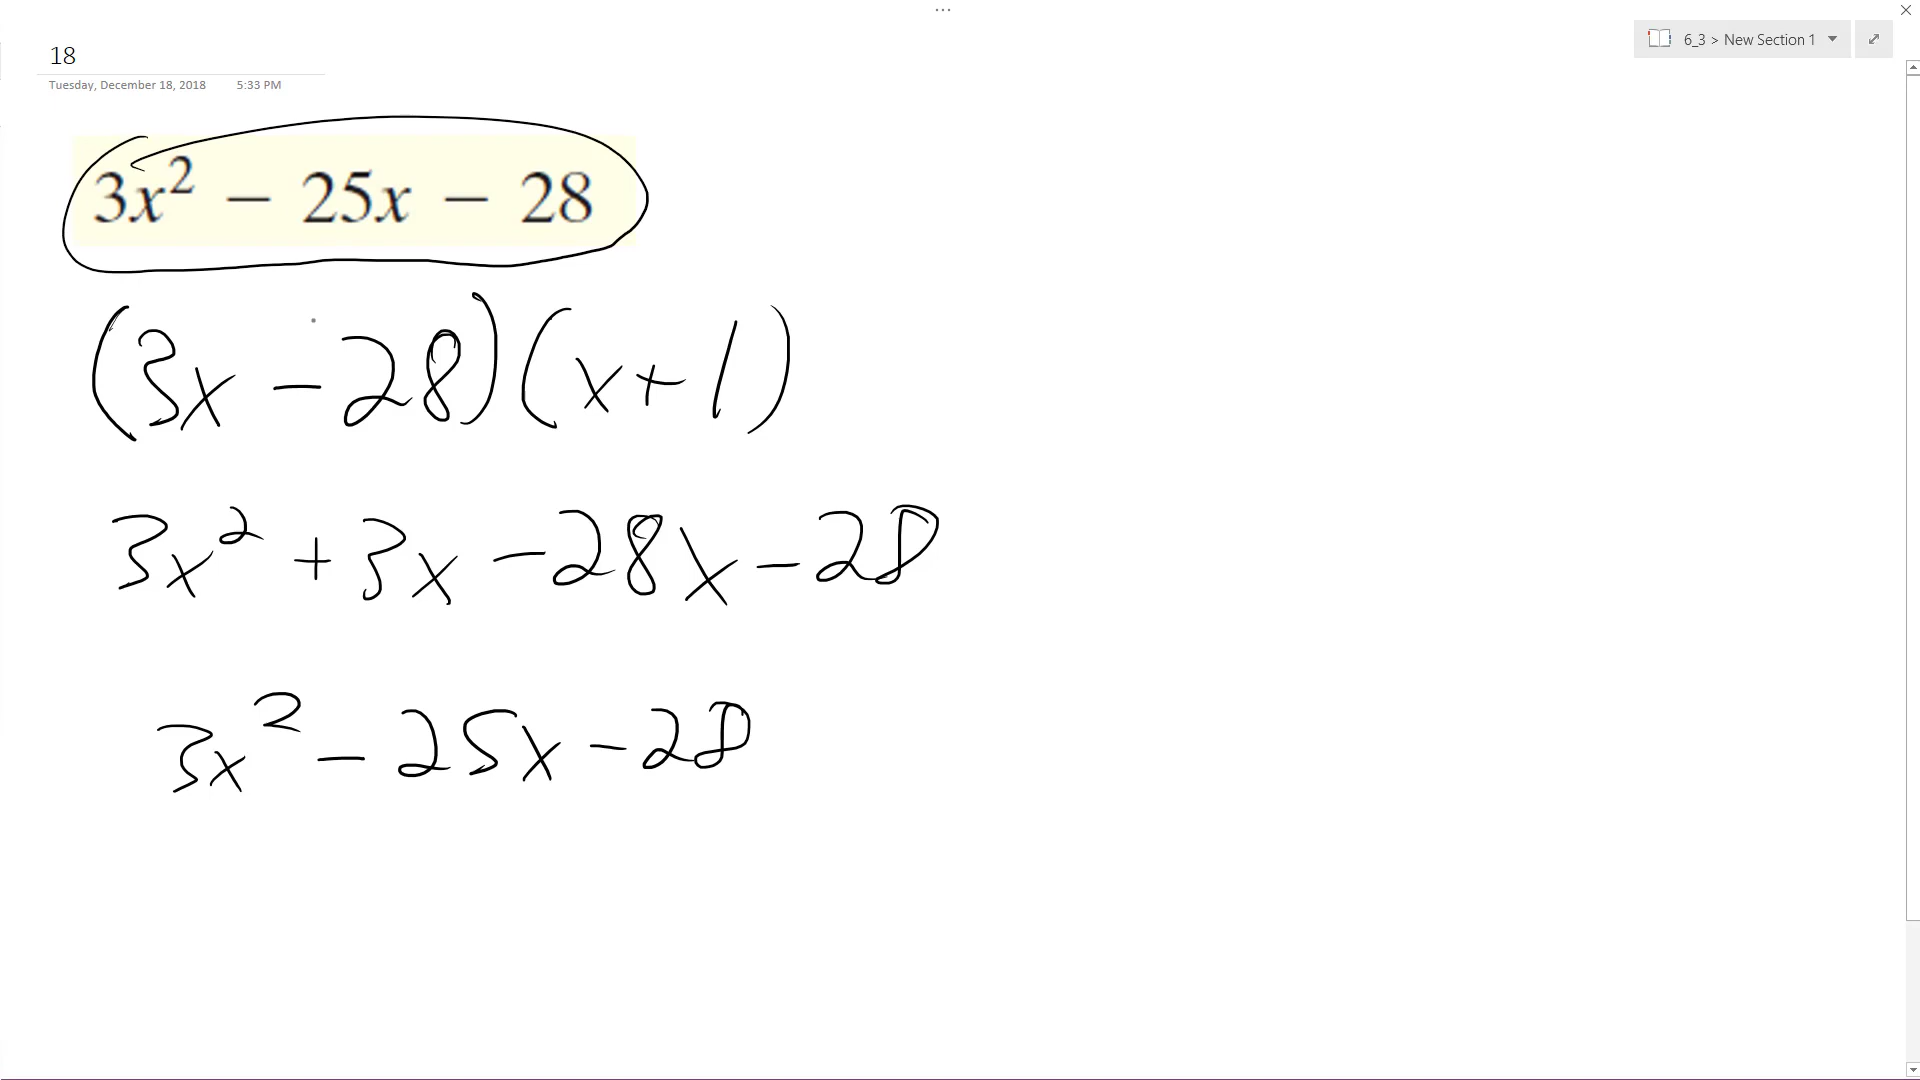 ...
6_3 > New Section 1
18
Tuesday, December 18, 2018 5:33 PM
3x² − 25x − 28
(3x − 28)(x + 1)
3x² + 3x − 28x − 28
3x² − 25x − 28